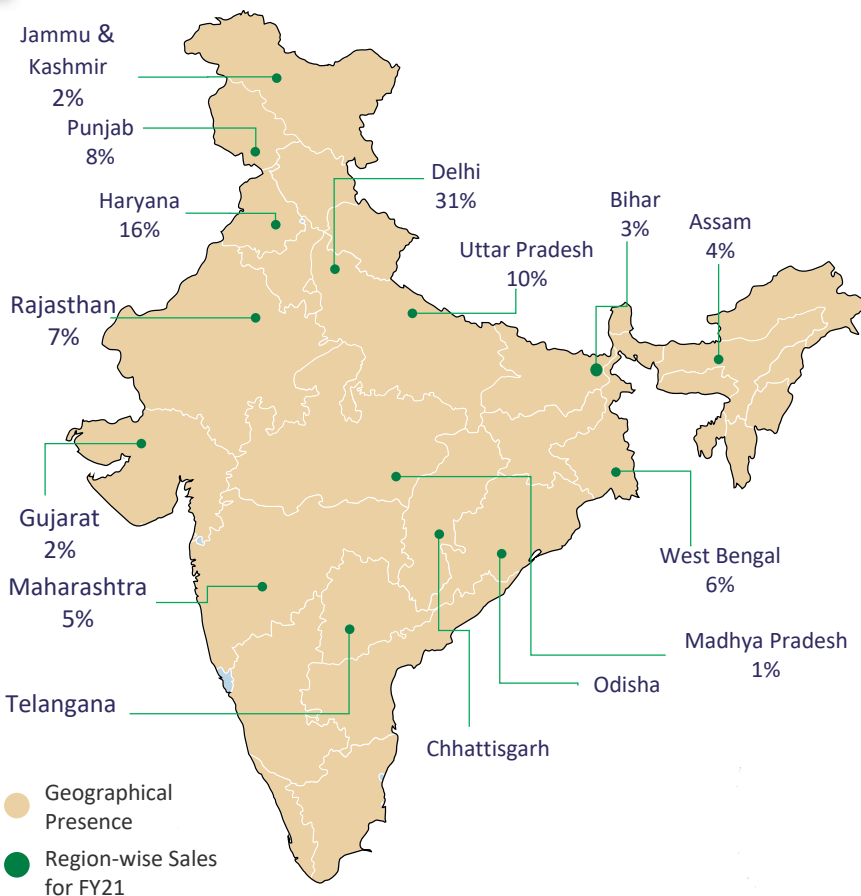 Jammu &
Kashmir
2%
Punjab
8%
Haryana
16%
Delhi
31%
Uttar Pradesh
10%
Bihar
3%
Assam
4%
Rajasthan
7%
Gujarat
2%
Maharashtra
5%
Telangana
West Bengal
6%
Madhya Pradesh
1%
Odisha
Chhattisgarh
Geographical
Presence
Region-wise Sales
for FY21